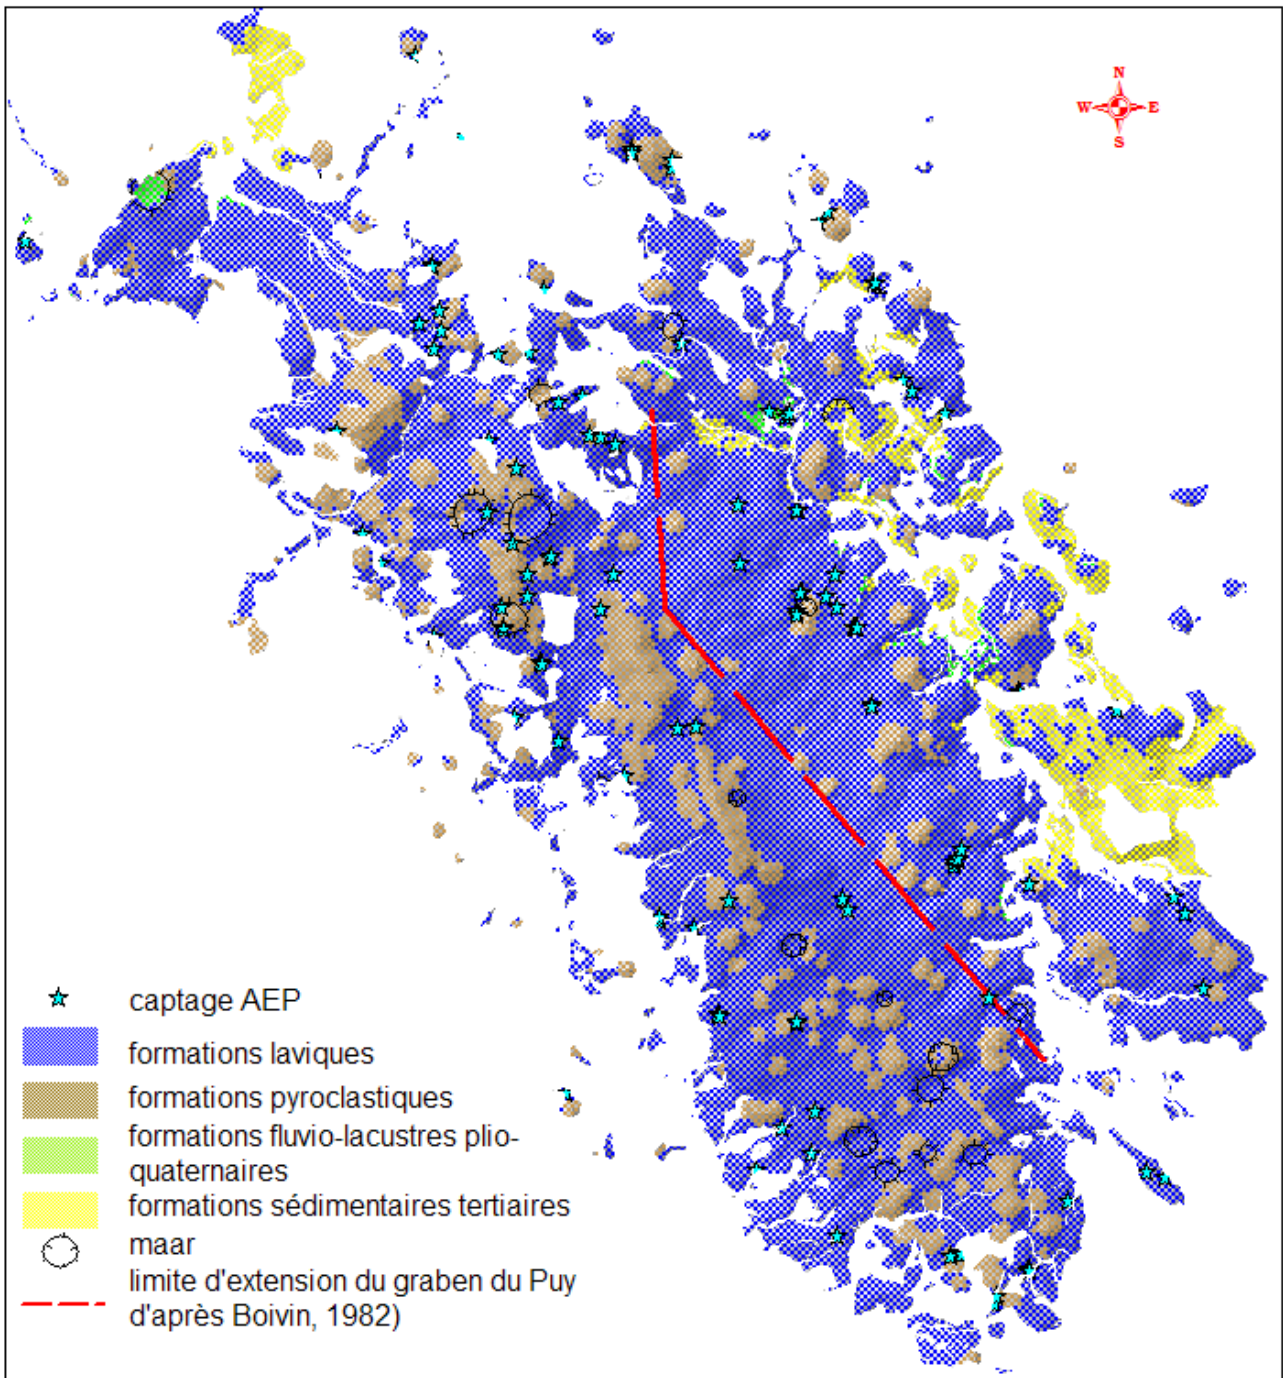 N
W E
S
captage AEP
formations laviques
formations pyroclastiques
formations fluvio-lacustres plio-
quaternaires
formations sédimentaires tertiaires
maar
limite d'extension du graben du Puy
d'après Boivin, 1982)